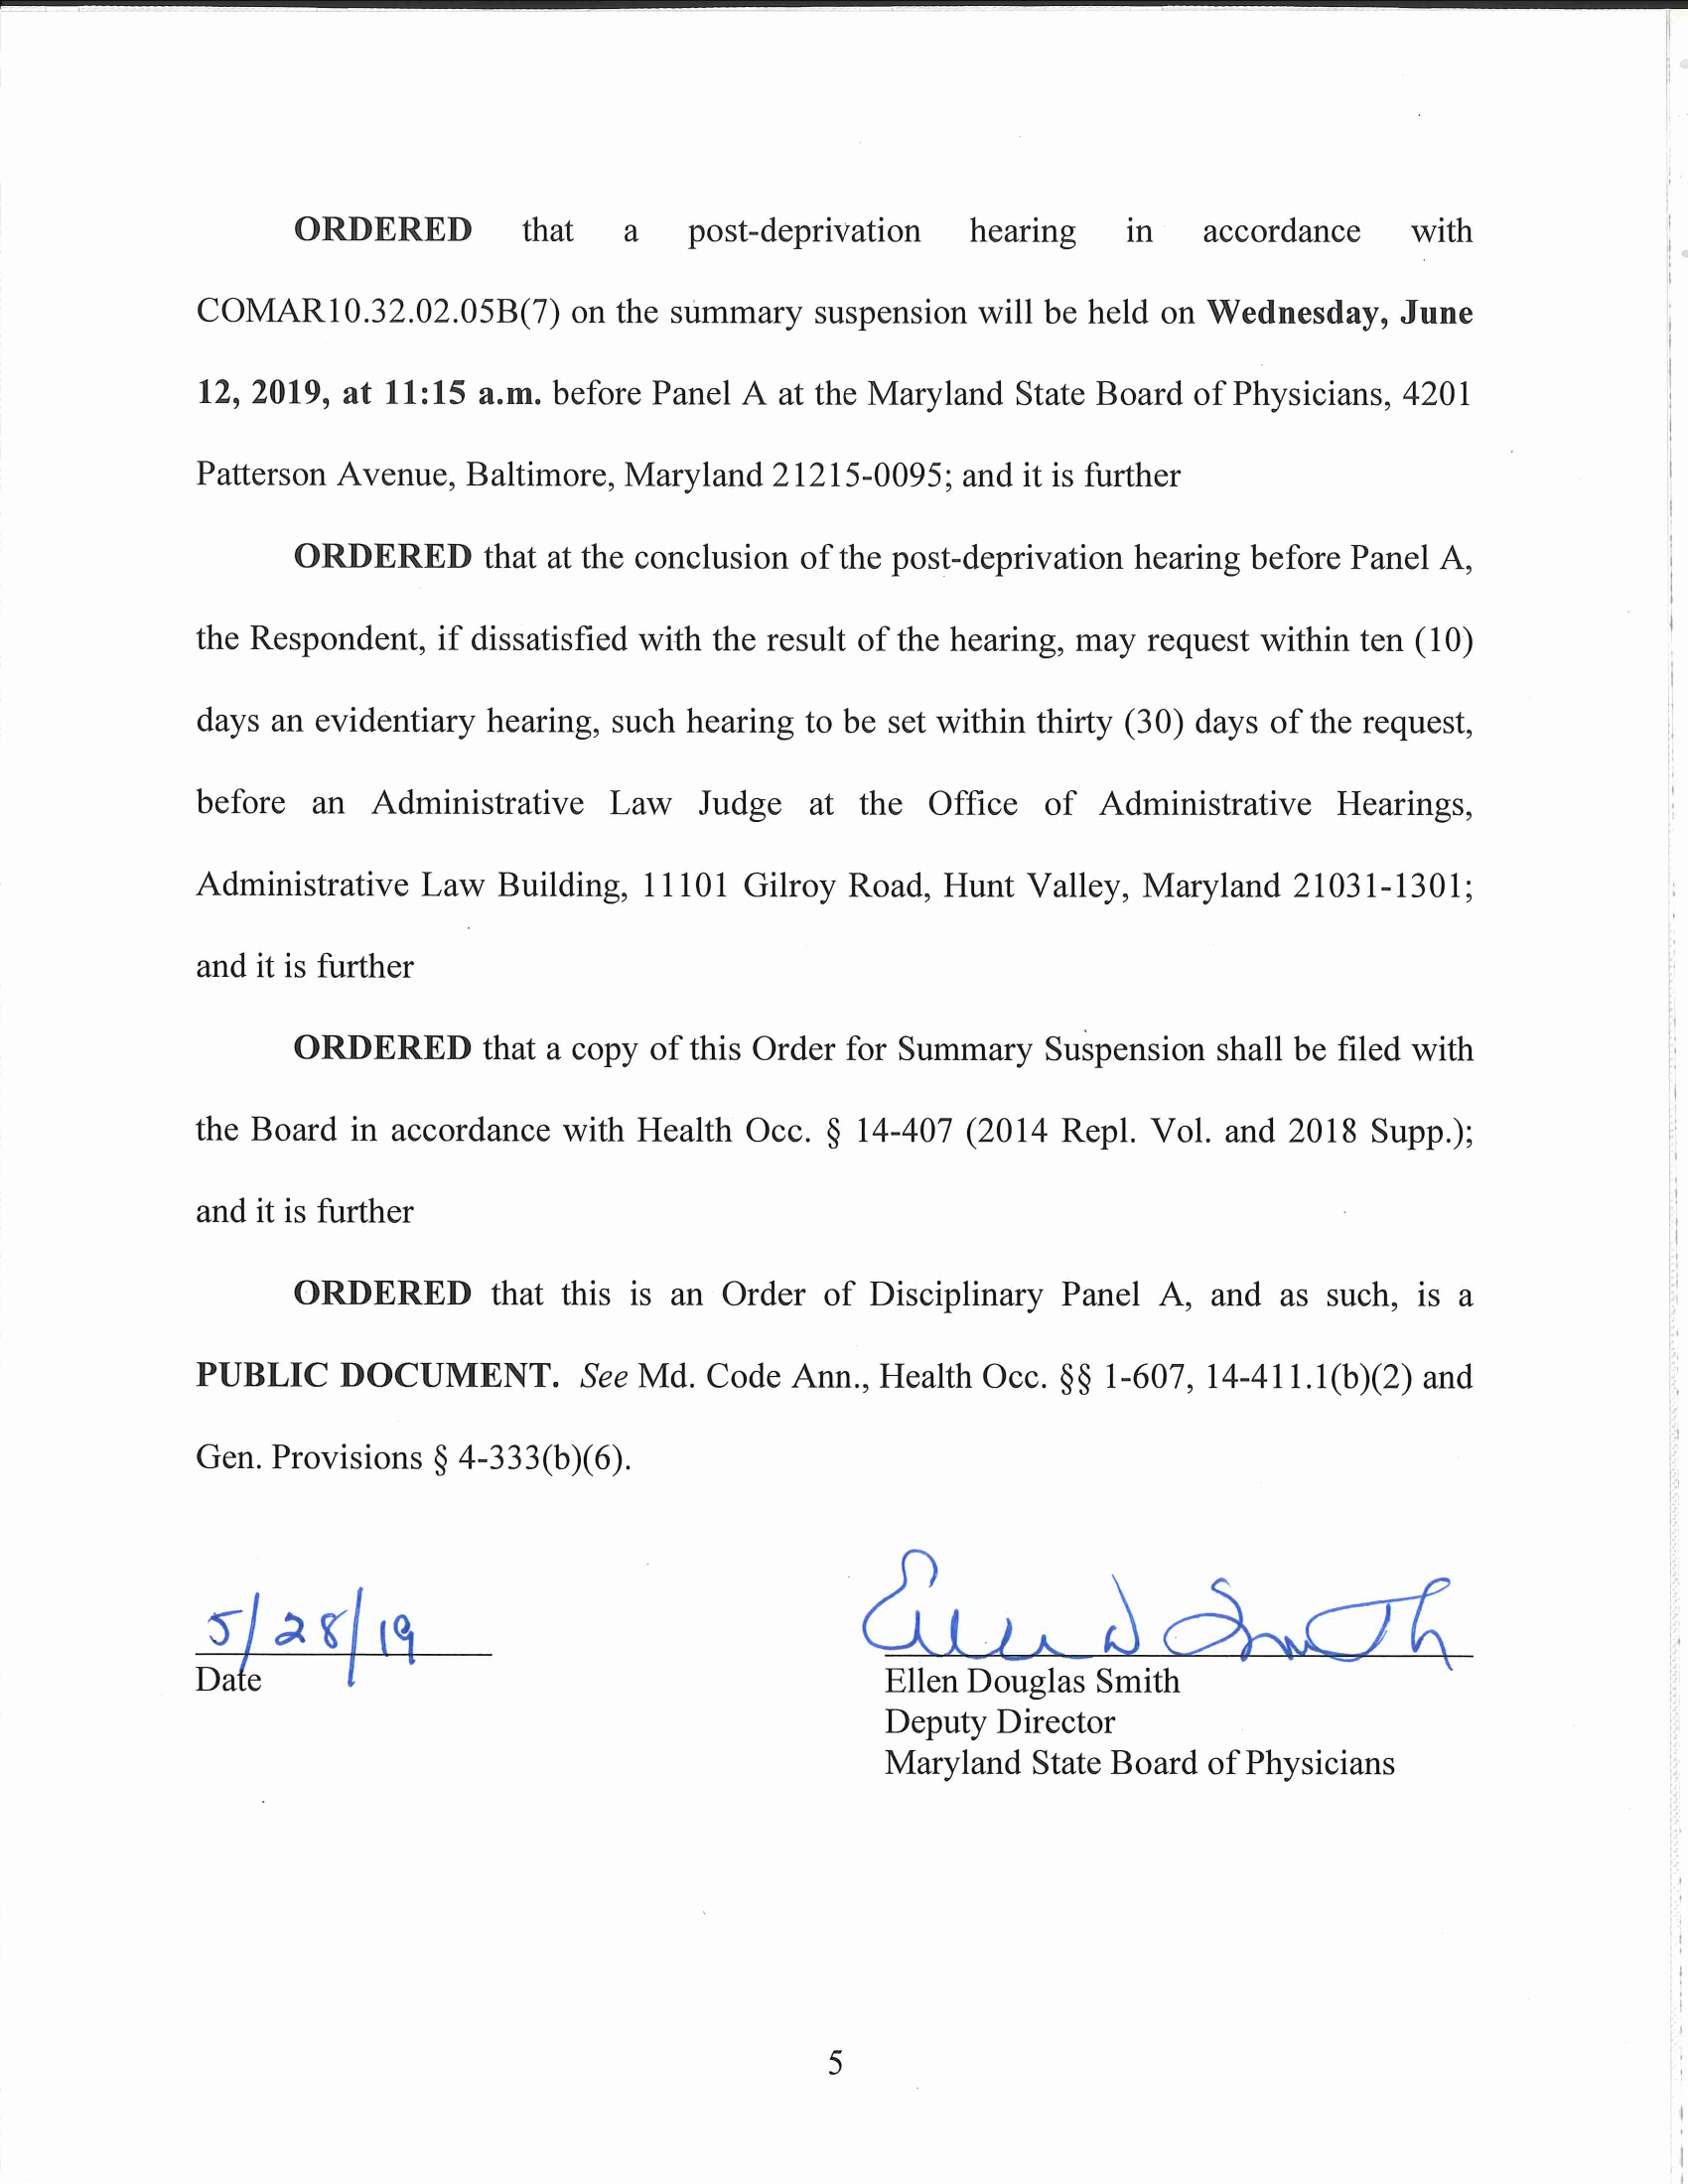 ORDERED that a post-deprivation hearing in accordance with
COMAR10.32.02.05B(7) on the summary suspension will be held on Wednesday, June
12, 2019, at 11:15 a.m. before Panel A at the Maryland State Board of Physicians, 4201
Patterson Avenue, Baltimore, Maryland 21215-0095; and it is further
ORDERED that at the conclusion of the post-deprivation hearing before Panel A,
the Respondent, if dissatisfied with the result of the hearing, may request within ten (10)
days an evidentiary hearing, such hearing to be set within thirty (30) days of the request,
before an Administrative Law Judge at the Office of Administrative Hearings,
Administrative Law Building, 11101 Gilroy Road, Hunt Valley, Maryland 21031-1301;
and it is further
ORDERED that a copy of this Order for Summary Suspension shall be filed with
the Board in accordance with Health Occ. § 14-407 (2014 Repl. Vol. and 2018 Supp.);
and it is further
ORDERED that this is an Order of Disciplinary Panel A, and as such, is a
PUBLIC DOCUMENT. See Md. Code Ann., Health Occ. §§ 1-607, 14-411.1(b)(2) and
Gen. Provisions § 4-333(b)(6).
5/28/19
Date
Ellen D Smith
Ellen Douglas Smith
Deputy Director
Maryland State Board of Physicians
5